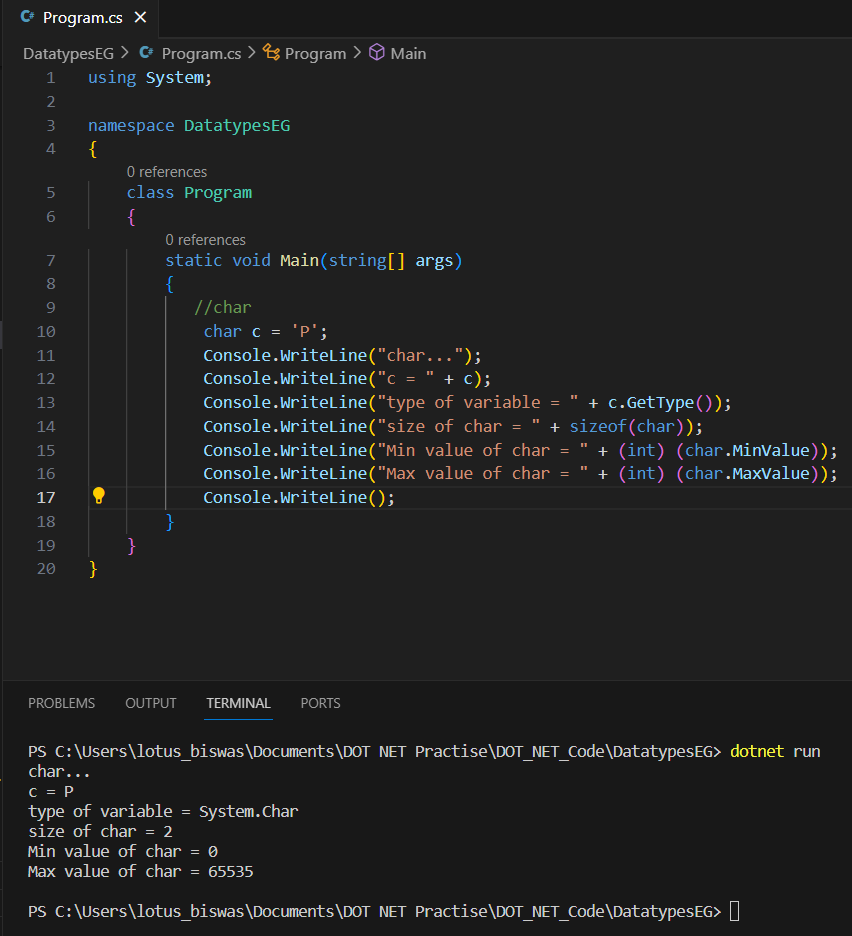 C# Program.cs ×
DatatypesEG > C# Program.cs > Program > Main
1 using System;
2
3 namespace DatatypesEG
4 {
0 references
5 class Program
6 {
0 references
7 static void Main(string[] args)
8 {
9 //char
10 char c = 'P';
11 Console.WriteLine("char...");
12 Console.WriteLine("c = " + c);
13 Console.WriteLine("type of variable = " + c.GetType());
14 Console.WriteLine("size of char = " + sizeof(char));
15 Console.WriteLine("Min value of char = " + (int) (char.MinValue));
16 Console.WriteLine("Max value of char = " + (int) (char.MaxValue));
17 Console.WriteLine();
18 }
19 }
20 }
PROBLEMS OUTPUT TERMINAL PORTS
PS C:\Users\lotus_biswas\Documents\DOT NET Practise\DOT_NET_Code\DatatypesEG> dotnet run
char...
c = P
type of variable = System.Char
size of char = 2
Min value of char = 0
Max value of char = 65535
PS C:\Users\lotus_biswas\Documents\DOT NET Practise\DOT_NET_Code\DatatypesEG>